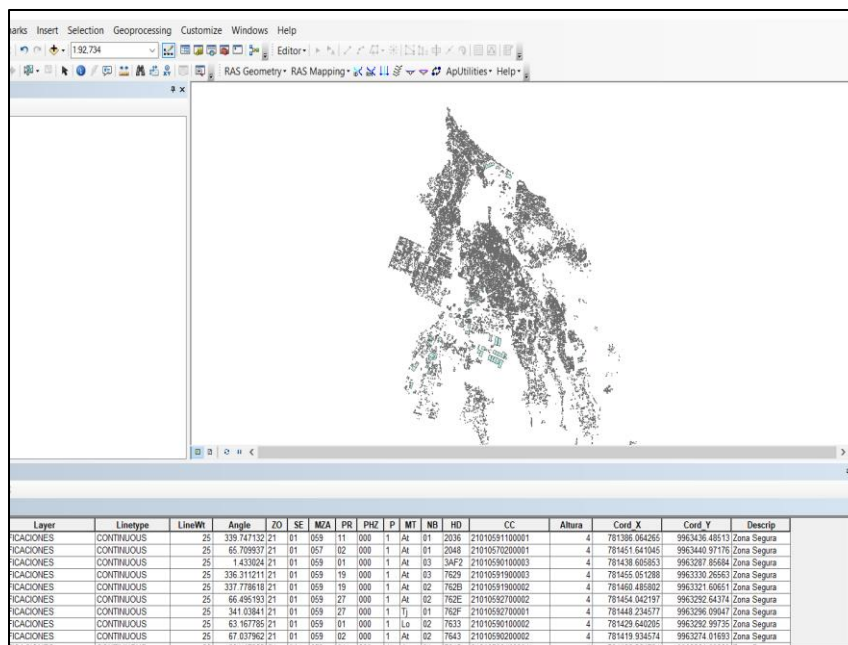 arks Insert Selection Geoprocessing Customize Windows Help
1:92,734 Editor
RAS Geometry RAS Mapping ApUtilities Help
Layer Linetype LineWt Angle ZO SE MZA PR PHZ P MT NB HD CC Altura Cord_X Cord_Y Descrip
FICACIONES CONTINUOUS 25 339.747132 21 01 059 11 000 1 At 01 2036 21010591100001 4 781386.064265 9963436.48513 Zona Segura
FICACIONES CONTINUOUS 25 65.709937 21 01 057 02 000 1 At 01 2048 21010570200001 4 781451.641045 9963440.97176 Zona Segura
FICACIONES CONTINUOUS 25 1.433024 21 01 059 01 000 1 At 03 3AF2 21010590100003 4 781438.605853 9963287.85684 Zona Segura
FICACIONES CONTINUOUS 25 336.311211 21 01 059 19 000 1 At 03 7629 21010591900003 4 781455.051288 9963330.26563 Zona Segura
FICACIONES CONTINUOUS 25 337.778618 21 01 059 19 000 1 At 02 762B 21010591900002 4 781460.485802 9963321.60651 Zona Segura
FICACIONES CONTINUOUS 25 66.495193 21 01 059 27 000 1 At 02 762E 21010592700002 4 781454.042197 9963292.64374 Zona Segura
FICACIONES CONTINUOUS 25 341.03841 21 01 059 27 000 1 Tj 01 762F 21010592700001 4 781448.234577 9963296.09047 Zona Segura
FICACIONES CONTINUOUS 25 63.167785 21 01 059 01 000 1 Lo 02 7633 21010590100002 4 781429.640205 9963292.99735 Zona Segura
FICACIONES CONTINUOUS 25 67.037962 21 01 059 02 000 1 At 02 7643 21010590200002 4 781419.934574 9963274.01693 Zona Segura